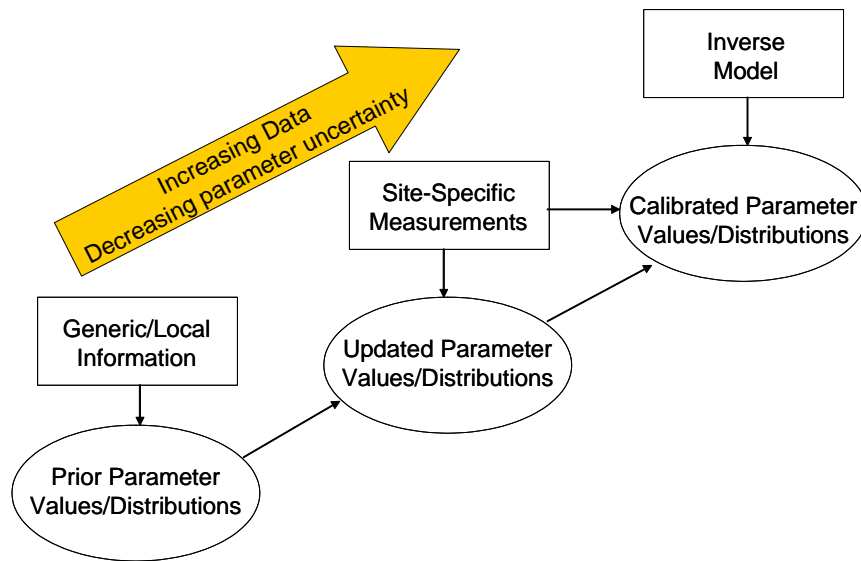 Inverse
Model
Increasing Data
Decreasing parameter uncertainty
Site-Specific
Measurements
Calibrated Parameter
Values/Distributions
Generic/Local
Information
Updated Parameter
Values/Distributions
Prior Parameter
Values/Distributions